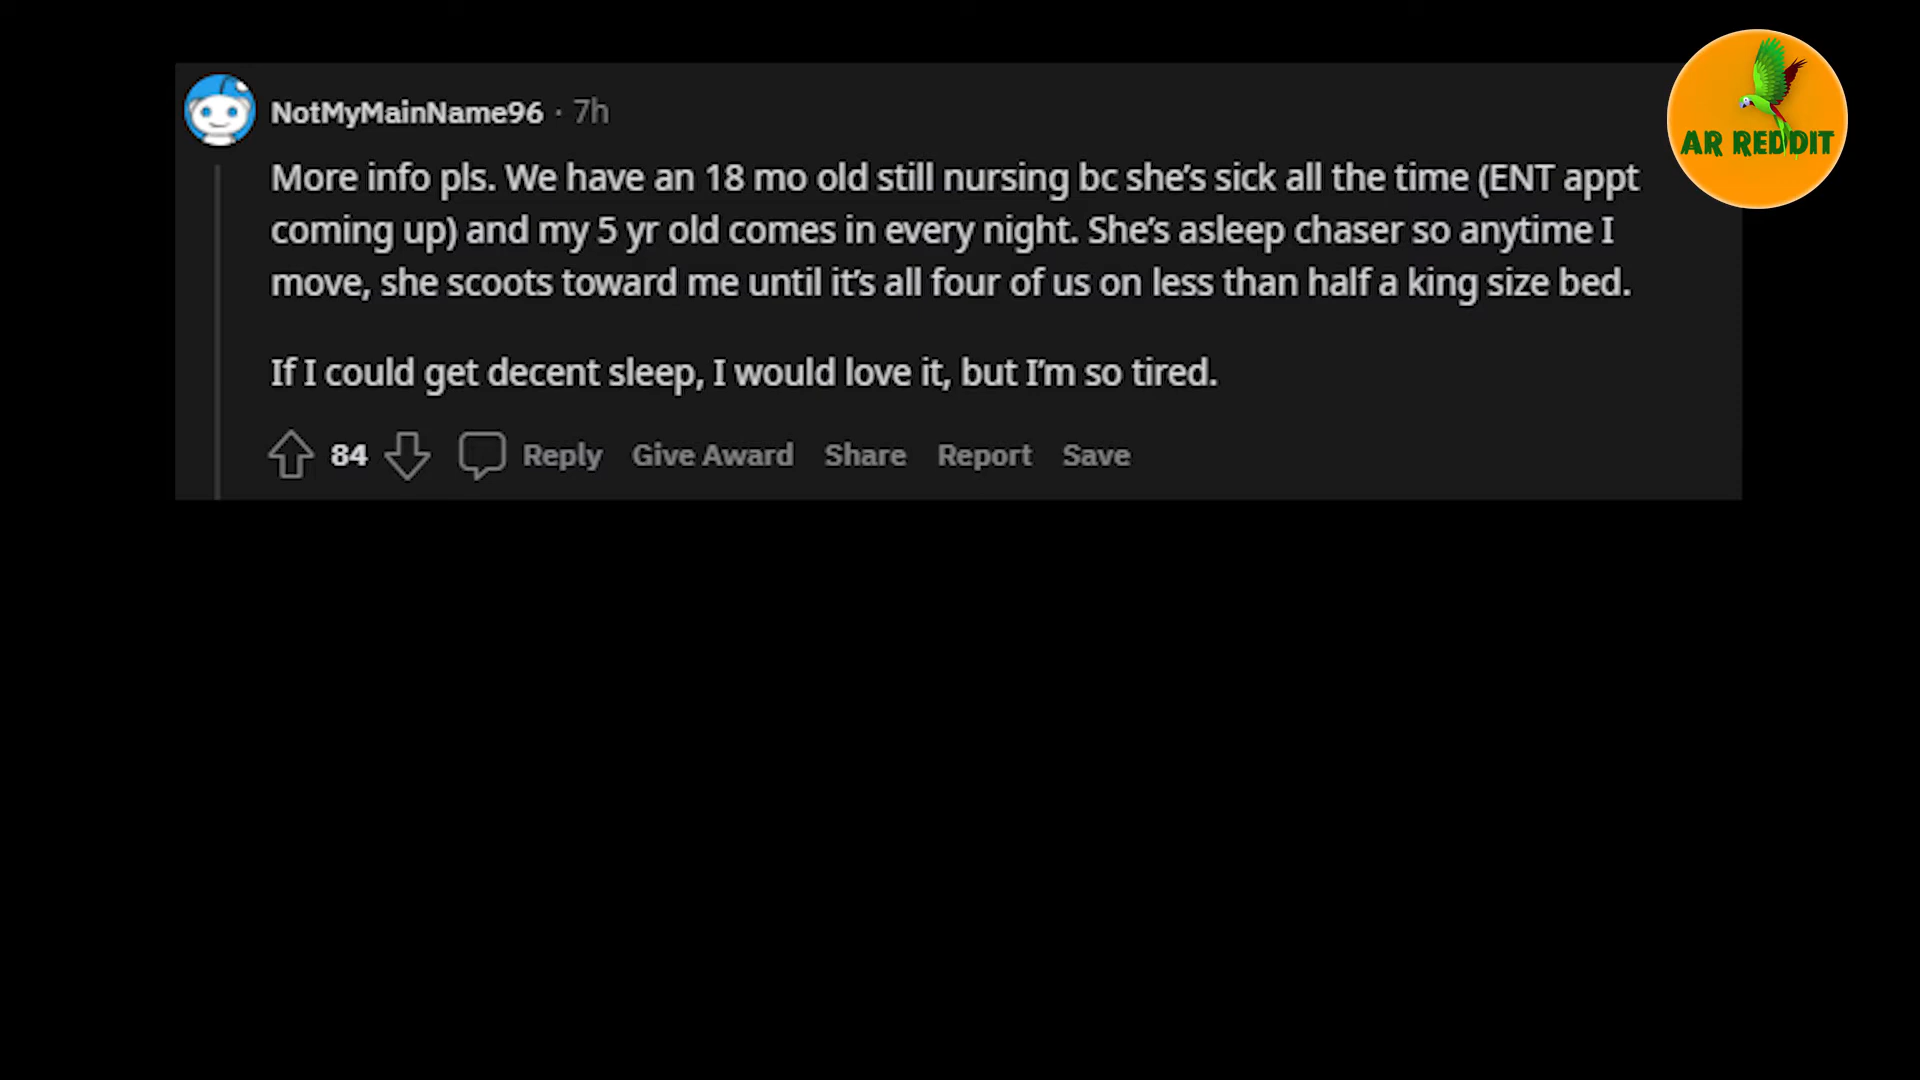 NotMyMainName96 · 7h
AR REDDIT
More info pls. We have an 18 mo old still nursing bc she's sick all the time (ENT appt
coming up) and my 5 yr old comes in every night. She's asleep chaser so anytime I
move, she scoots toward me until it's all four of us on less than half a king size bed.
If I could get decent sleep, I would love it, but I'm so tired.
84 Reply Give Award Share Report Save